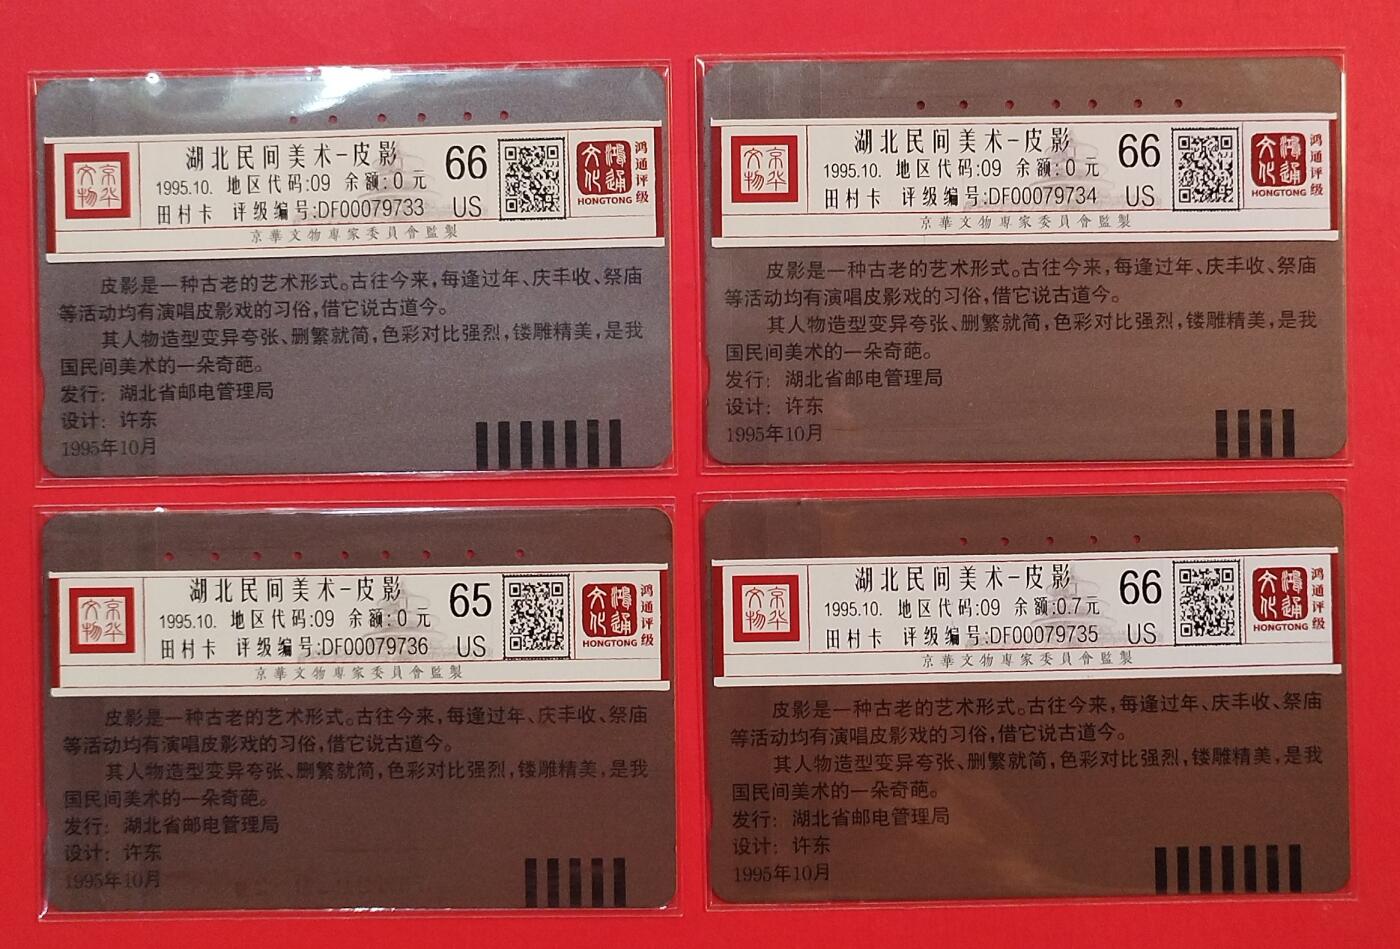 京华文物
湖北民间美术-皮影
1995.10. 地区代码:09 余额:0 元
田村卡 评级编号:DF00079733
66
US
鸿通文化
HONGTONG
鸿通评级
京華文物專家委員會監製
皮影是一种古老的艺术形式。古往今来,每逢过年、庆丰收、祭庙
等活动均有演唱皮影戏的习俗,借它说古道今。
其人物造型变异夸张、删繁就简,色彩对比强烈,镂雕精美,是我
国民间美术的一朵奇葩。
发行: 湖北省邮电管理局
设计: 许东
1995年10月
京华文物
湖北民间美术-皮影
1995.10. 地区代码:09 余额:0 元
田村卡 评级编号:DF00079734
66
US
鸿通文化
HONGTONG
鸿通评级
京華文物專家委員會監製
皮影是一种古老的艺术形式。古往今来,每逢过年、庆丰收、祭庙
等活动均有演唱皮影戏的习俗,借它说古道今。
其人物造型变异夸张、删繁就简,色彩对比强烈,镂雕精美,是我
国民间美术的一朵奇葩。
发行: 湖北省邮电管理局
设计: 许东
1995年10月
京华文物
湖北民间美术-皮影
1995.10. 地区代码:09 余额:0 元
田村卡 评级编号:DF00079736
65
US
鸿通文化
HONGTONG
鸿通评级
京華文物專家委員會監製
皮影是一种古老的艺术形式。古往今来,每逢过年、庆丰收、祭庙
等活动均有演唱皮影戏的习俗,借它说古道今。
其人物造型变异夸张、删繁就简,色彩对比强烈,镂雕精美,是我
国民间美术的一朵奇葩。
发行: 湖北省邮电管理局
设计: 许东
1995年10月
京华文物
湖北民间美术-皮影
1995.10. 地区代码:09 余额:0.7元
田村卡 评级编号:DF00079735
66
US
鸿通文化
HONGTONG
鸿通评级
京華文物專家委員會監製
皮影是一种古老的艺术形式。古往今来,每逢过年、庆丰收、祭庙
等活动均有演唱皮影戏的习俗,借它说古道今。
其人物造型变异夸张、删繁就简,色彩对比强烈,镂雕精美,是我
国民间美术的一朵奇葩。
发行: 湖北省邮电管理局
设计: 许东
1995年10月